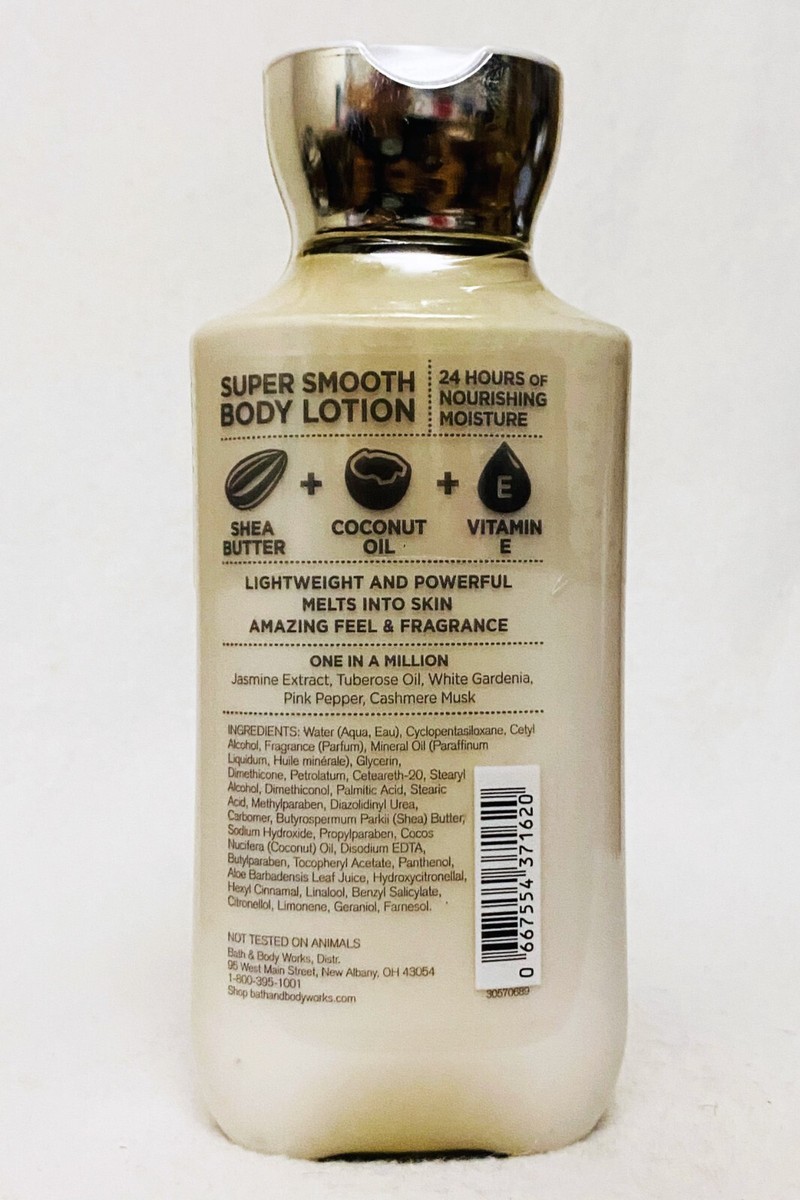 SUPER SMOOTH
BODY LOTION
24 HOURS OF
NOURISHING
MOISTURE
+
+
E
SHEA
BUTTER
COCONUT
OIL
VITAMIN
E
LIGHTWEIGHT AND POWERFUL
MELTS INTO SKIN
AMAZING FEEL & FRAGRANCE
ONE IN A MILLION
Jasmine Extract, Tuberose Oil, White Gardenia,
Pink Pepper, Cashmere Musk
INGREDIENTS: Water (Aqua, Eau), Cyclopentasiloxane, Cetyl
Alcohol, Fragrance (Parfum), Mineral Oil (Paraffinum
Liquidum, Huile minérale), Glycerin,
Dimethicone, Petrolatum, Ceteareth-20, Stearyl
Alcohol, Dimethiconol, Palmitic Acid, Stearic
Acid, Methylparaben, Diazolidinyl Urea,
Carbomer, Butyrospermum Parkii (Shea) Butter,
Sodium Hydroxide, Propylparaben, Cocos
Nucifera (Coconut) Oil, Disodium EDTA,
Butylparaben, Tocopheryl Acetate, Panthenol,
Aloe Barbadensis Leaf Juice, Hydroxycitronellal,
Hexyl Cinnamal, Linalool, Benzyl Salicylate,
Citronellol, Limonene, Geraniol, Farnesol.
NOT TESTED ON ANIMALS
Bath & Body Works, Distr.
95 West Main Street, New Albany, OH 43054
1-800-395-1001
Shop bathandbodyworks.com
0 667554 371620
30570689